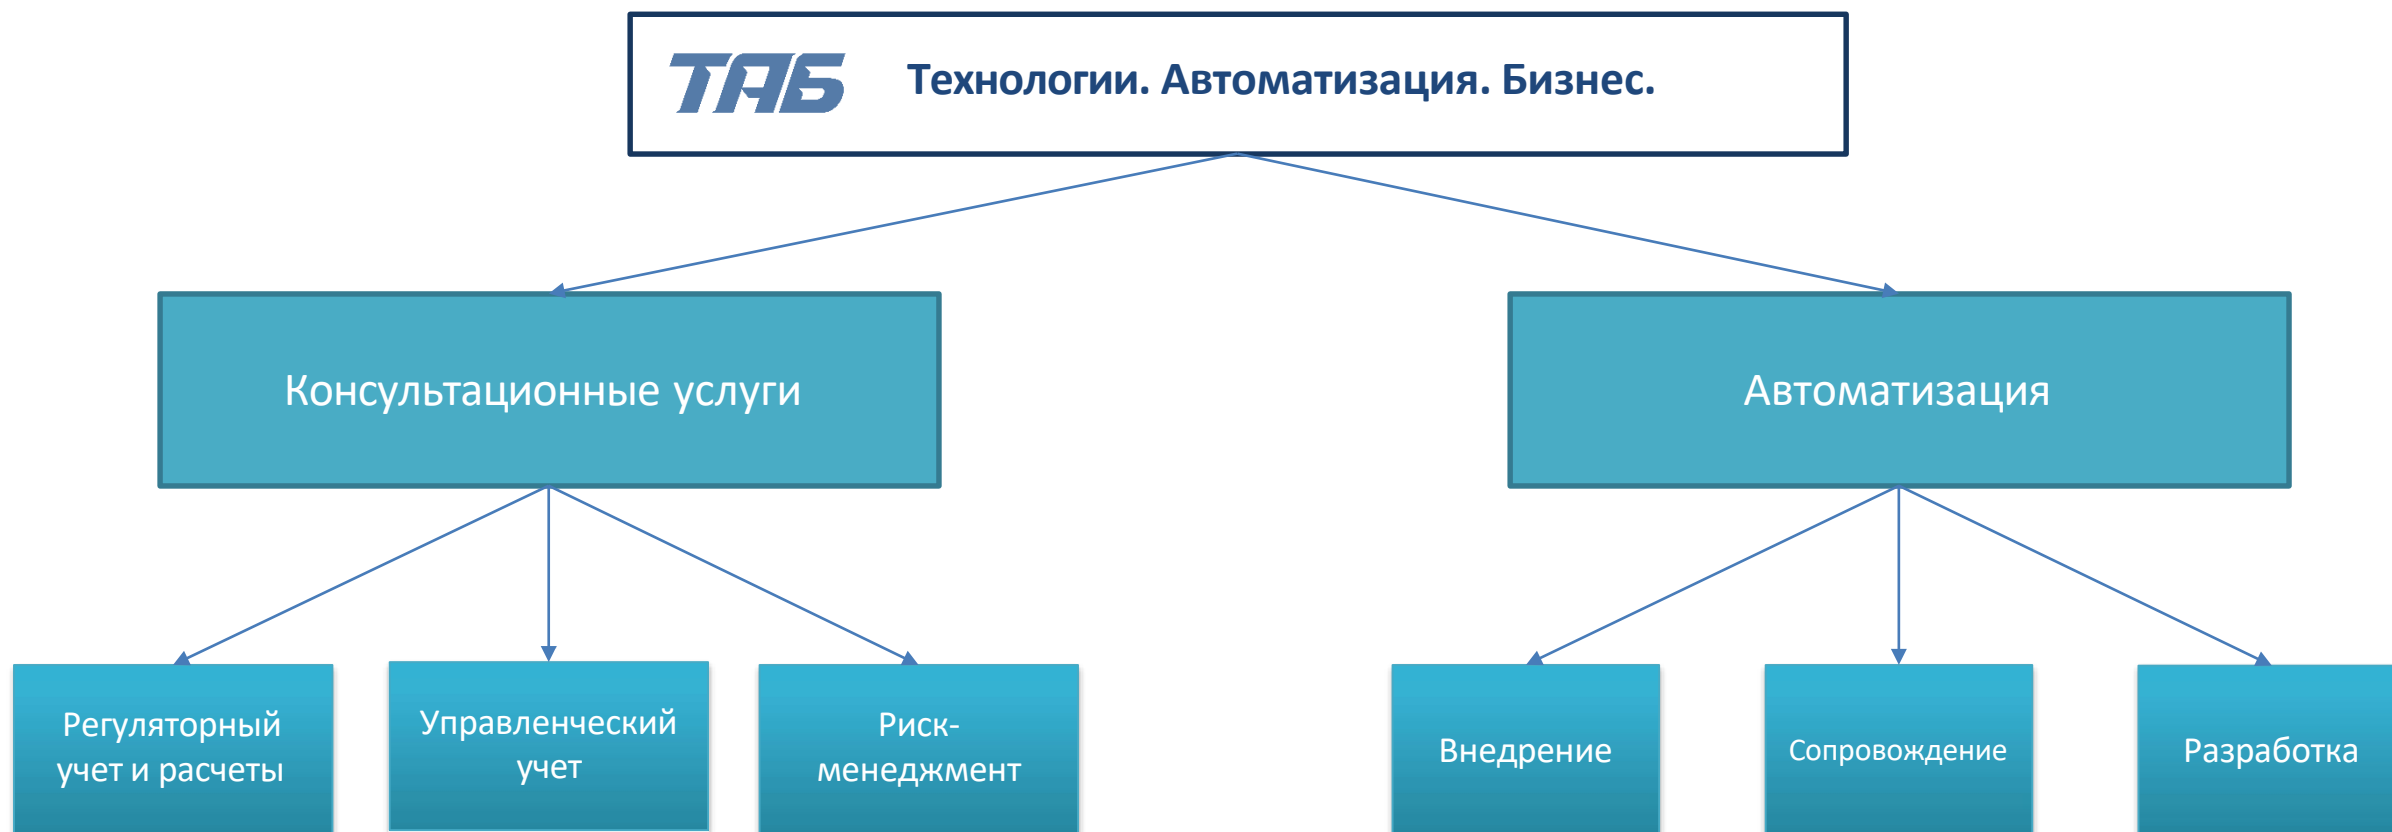 ТАБ Технологии. Автоматизация. Бизнес.
Консультационные услуги
Автоматизация
Регуляторный
учет и расчеты
Управленческий
учет
Риск-
менеджмент
Внедрение
Сопровождение
Разработка